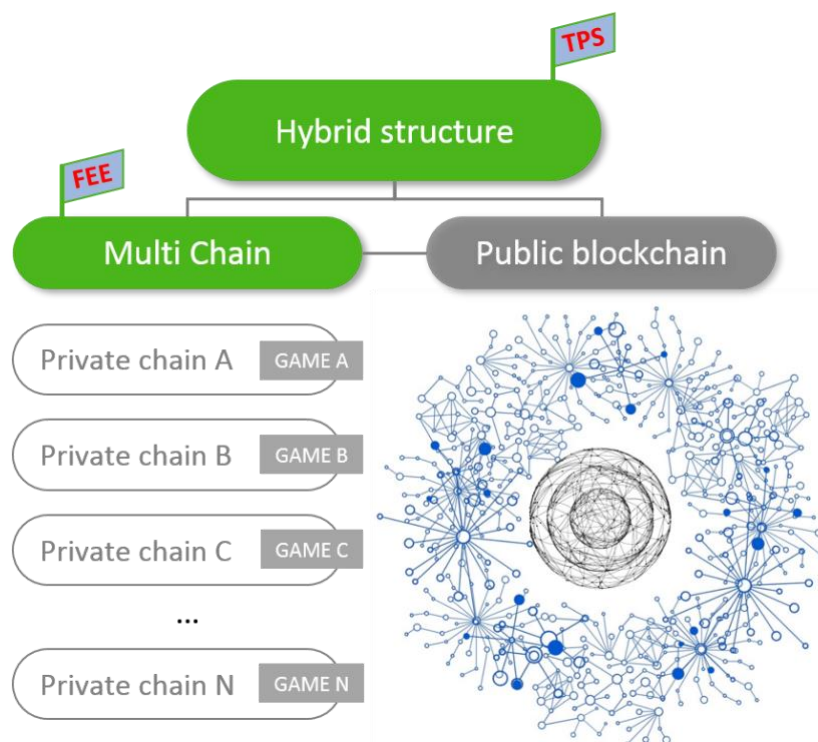 TPS
Hybrid structure
FEE
Multi Chain
Public blockchain
Private chain A
GAME A
Private chain B
GAME B
Private chain C
GAME C
...
Private chain N
GAME N